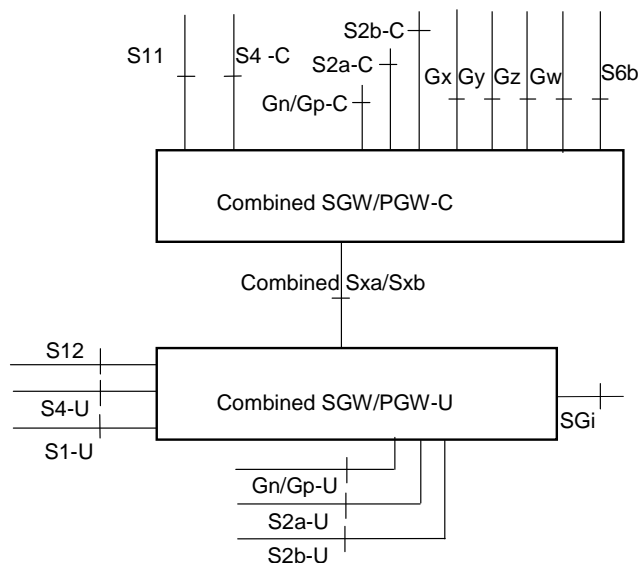 S2b-C
S11
S4 -C
S2a-C
Gx Gy Gz Gw
S6b
Gn/Gp-C
Combined SGW/PGW-C
Combined Sxa/Sxb
S12
S4-U
Combined SGW/PGW-U
SGi
S1-U
Gn/Gp-U
S2a-U
S2b-U